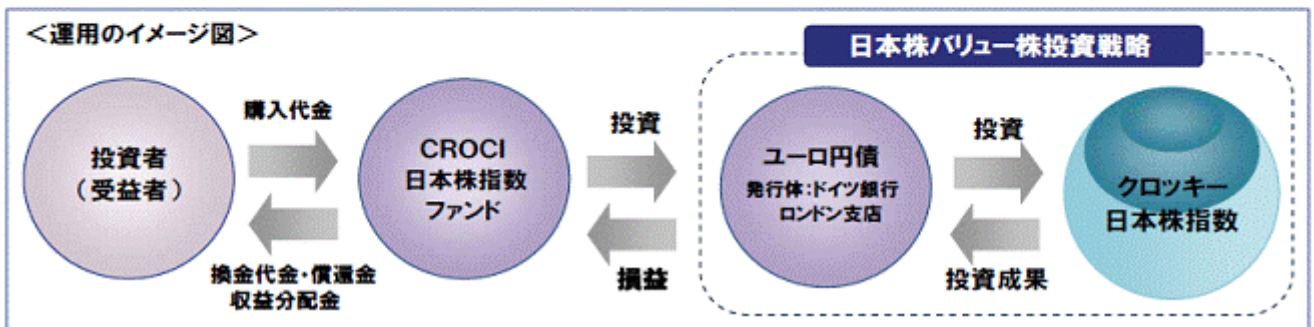 ＜運用のイメージ図＞
日本株バリュー株投資戦略
購入代金
投資者
（受益者）
換金代金・償還金
収益分配金
CROCI
日本株指数
ファンド
投資
損益
ユーロ円債
発行体：ドイツ銀行
ロンドン支店
投資
投資成果
クロッキー
日本株指数